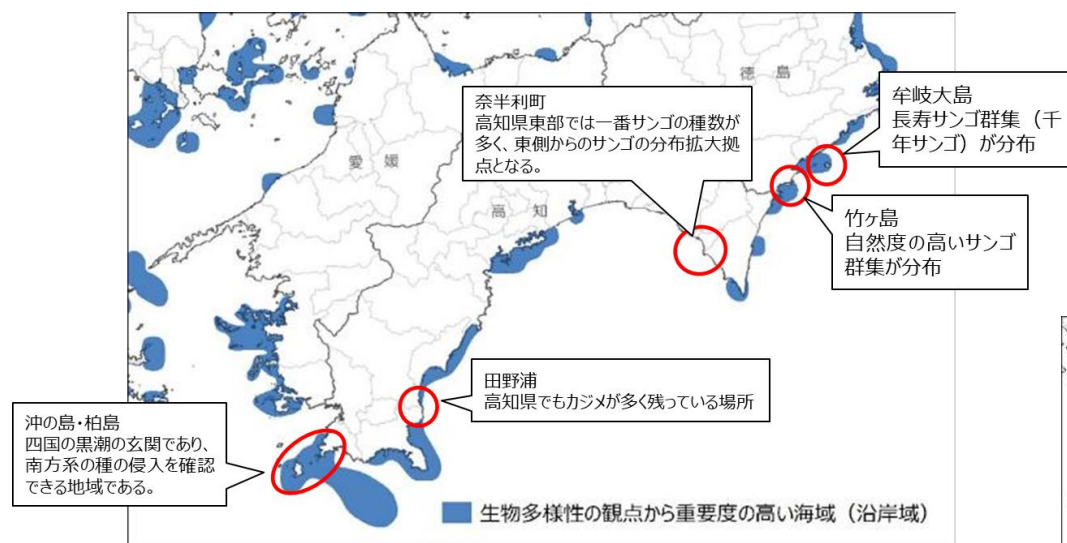 徳 島
愛 媛
高 知
奈半利町
高知県東部では一番サンゴの種数が
多く、東側からのサンゴの分布拡大拠
点となる。
牟岐大島
長寿サンゴ群集（千
年サンゴ）が分布
竹ヶ島
自然度の高いサンゴ
群集が分布
田野浦
高知県でもカジメが多く残っている場所
沖の島・柏島
四国の黒潮の玄関であり、
南方系の種の侵入を確認
できる地域である。
生物多様性の観点から重要度の高い海域（沿岸域）